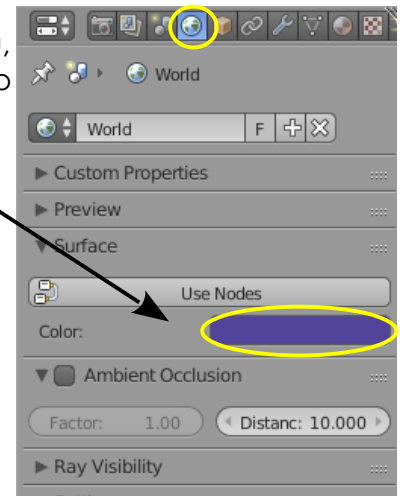 World
World F
Custom Properties
Preview
Surface
Use Nodes
Color:
Ambient Occlusion
Factor: 1.00 Distanc: 10.000
Ray Visibility